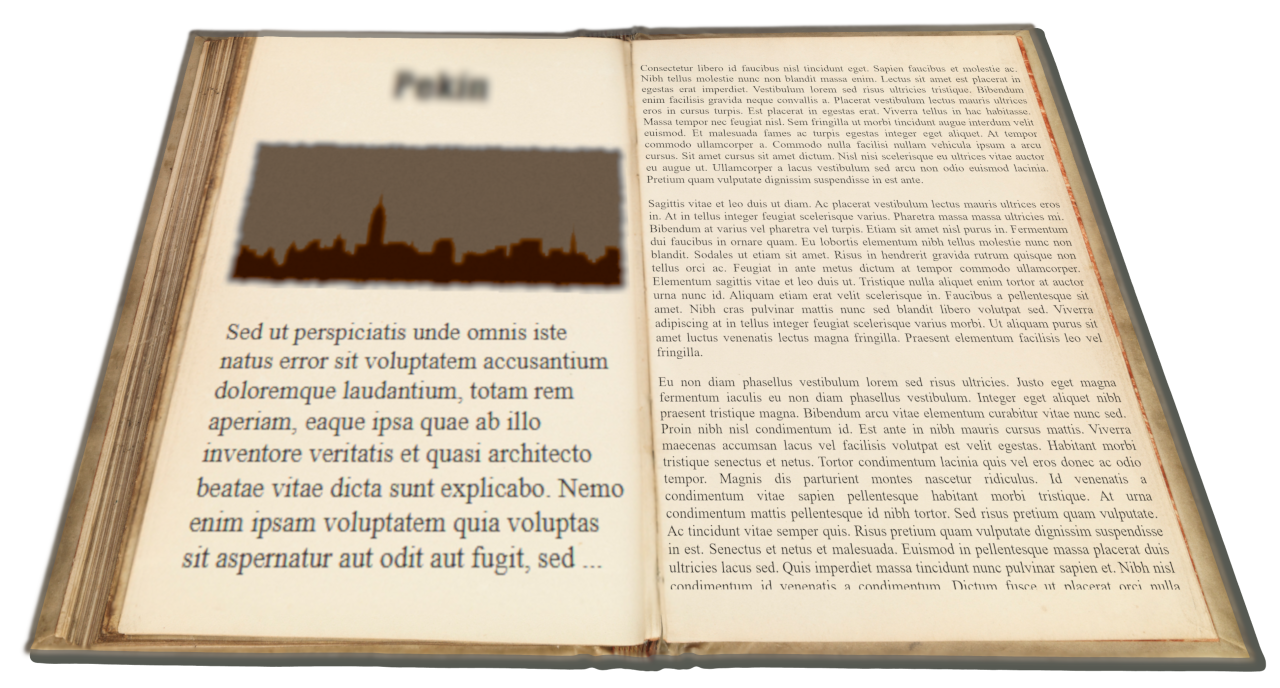 Pekin
Sed ut perspiciatis unde omnis iste
natus error sit voluptatem accusantium
doloremque laudantium, totam rem
aperiam, eaque ipsa quae ab illo
inventore veritatis et quasi architecto
beatae vitae dicta sunt explicabo. Nemo
enim ipsam voluptatem quia voluptas
sit aspernatur aut odit aut fugit, sed ...
Consectetur libero id faucibus nisl tincidunt eget. Sapien faucibus et molestie ac.
Nibh tellus molestie nunc non blandit massa enim. Lectus sit amet est placerat in
egestas erat imperdiet. Vestibulum lorem sed risus ultricies tristique. Bibendum
enim facilisis gravida neque convallis a. Placerat vestibulum lectus mauris ultrices
eros in cursus turpis. Est placerat in egestas erat. Viverra tellus in hac habitasse.
Massa tempor nec feugiat nisl. Sem fringilla ut morbi tincidunt augue interdum velit
euismod. Et malesuada fames ac turpis egestas integer eget aliquet. At tempor
commodo ullamcorper a. Commodo nulla facilisi nullam vehicula ipsum a arcu
cursus. Sit amet cursus sit amet dictum. Nisl nisi scelerisque eu ultrices vitae auctor
eu augue ut. Ullamcorper a lacus vestibulum sed arcu non odio euismod lacinia.
Pretium quam vulputate dignissim suspendisse in est ante.
Sagittis vitae et leo duis ut diam. Ac placerat vestibulum lectus mauris ultrices eros
in. At in tellus integer feugiat scelerisque varius. Pharetra massa massa ultricies mi.
Bibendum at varius vel pharetra vel turpis. Etiam sit amet nisl purus in. Fermentum
dui faucibus in ornare quam. Eu lobortis elementum nibh tellus molestie nunc non
blandit. Sodales ut etiam sit amet. Risus in hendrerit gravida rutrum quisque non
tellus orci ac. Feugiat in ante metus dictum at tempor commodo ullamcorper.
Elementum sagittis vitae et leo duis ut. Tristique nulla aliquet enim tortor at auctor
urna nunc id. Aliquam etiam erat velit scelerisque in. Faucibus a pellentesque sit
amet. Nibh cras pulvinar mattis nunc sed blandit libero volutpat sed. Viverra
adipiscing at in tellus integer feugiat scelerisque varius morbi. Ut aliquam purus sit
amet luctus venenatis lectus magna fringilla. Praesent elementum facilisis leo vel
fringilla.
Eu non diam phasellus vestibulum lorem sed risus ultricies. Justo eget magna
fermentum iaculis eu non diam phasellus vestibulum. Integer eget aliquet nibh
praesent tristique magna. Bibendum arcu vitae elementum curabitur vitae nunc sed.
Proin nibh nisl condimentum id. Est ante in nibh mauris cursus mattis. Viverra
maecenas accumsan lacus vel facilisis volutpat est velit egestas. Habitant morbi
tristique senectus et netus. Tortor condimentum lacinia quis vel eros donec ac odio
tempor. Magnis dis parturient montes nascetur ridiculus. Id venenatis a
condimentum vitae sapien pellentesque habitant morbi tristique. At urna
condimentum mattis pellentesque id nibh tortor. Sed risus pretium quam vulputate.
Ac tincidunt vitae semper quis. Risus pretium quam vulputate dignissim suspendisse
in est. Senectus et netus et malesuada. Euismod in pellentesque massa placerat duis
ultricies lacus sed. Quis imperdiet massa tincidunt nunc pulvinar sapien et. Nibh nisl
condimentum id venenatis a condimentum. Dictum fusce ut placerat orci nulla